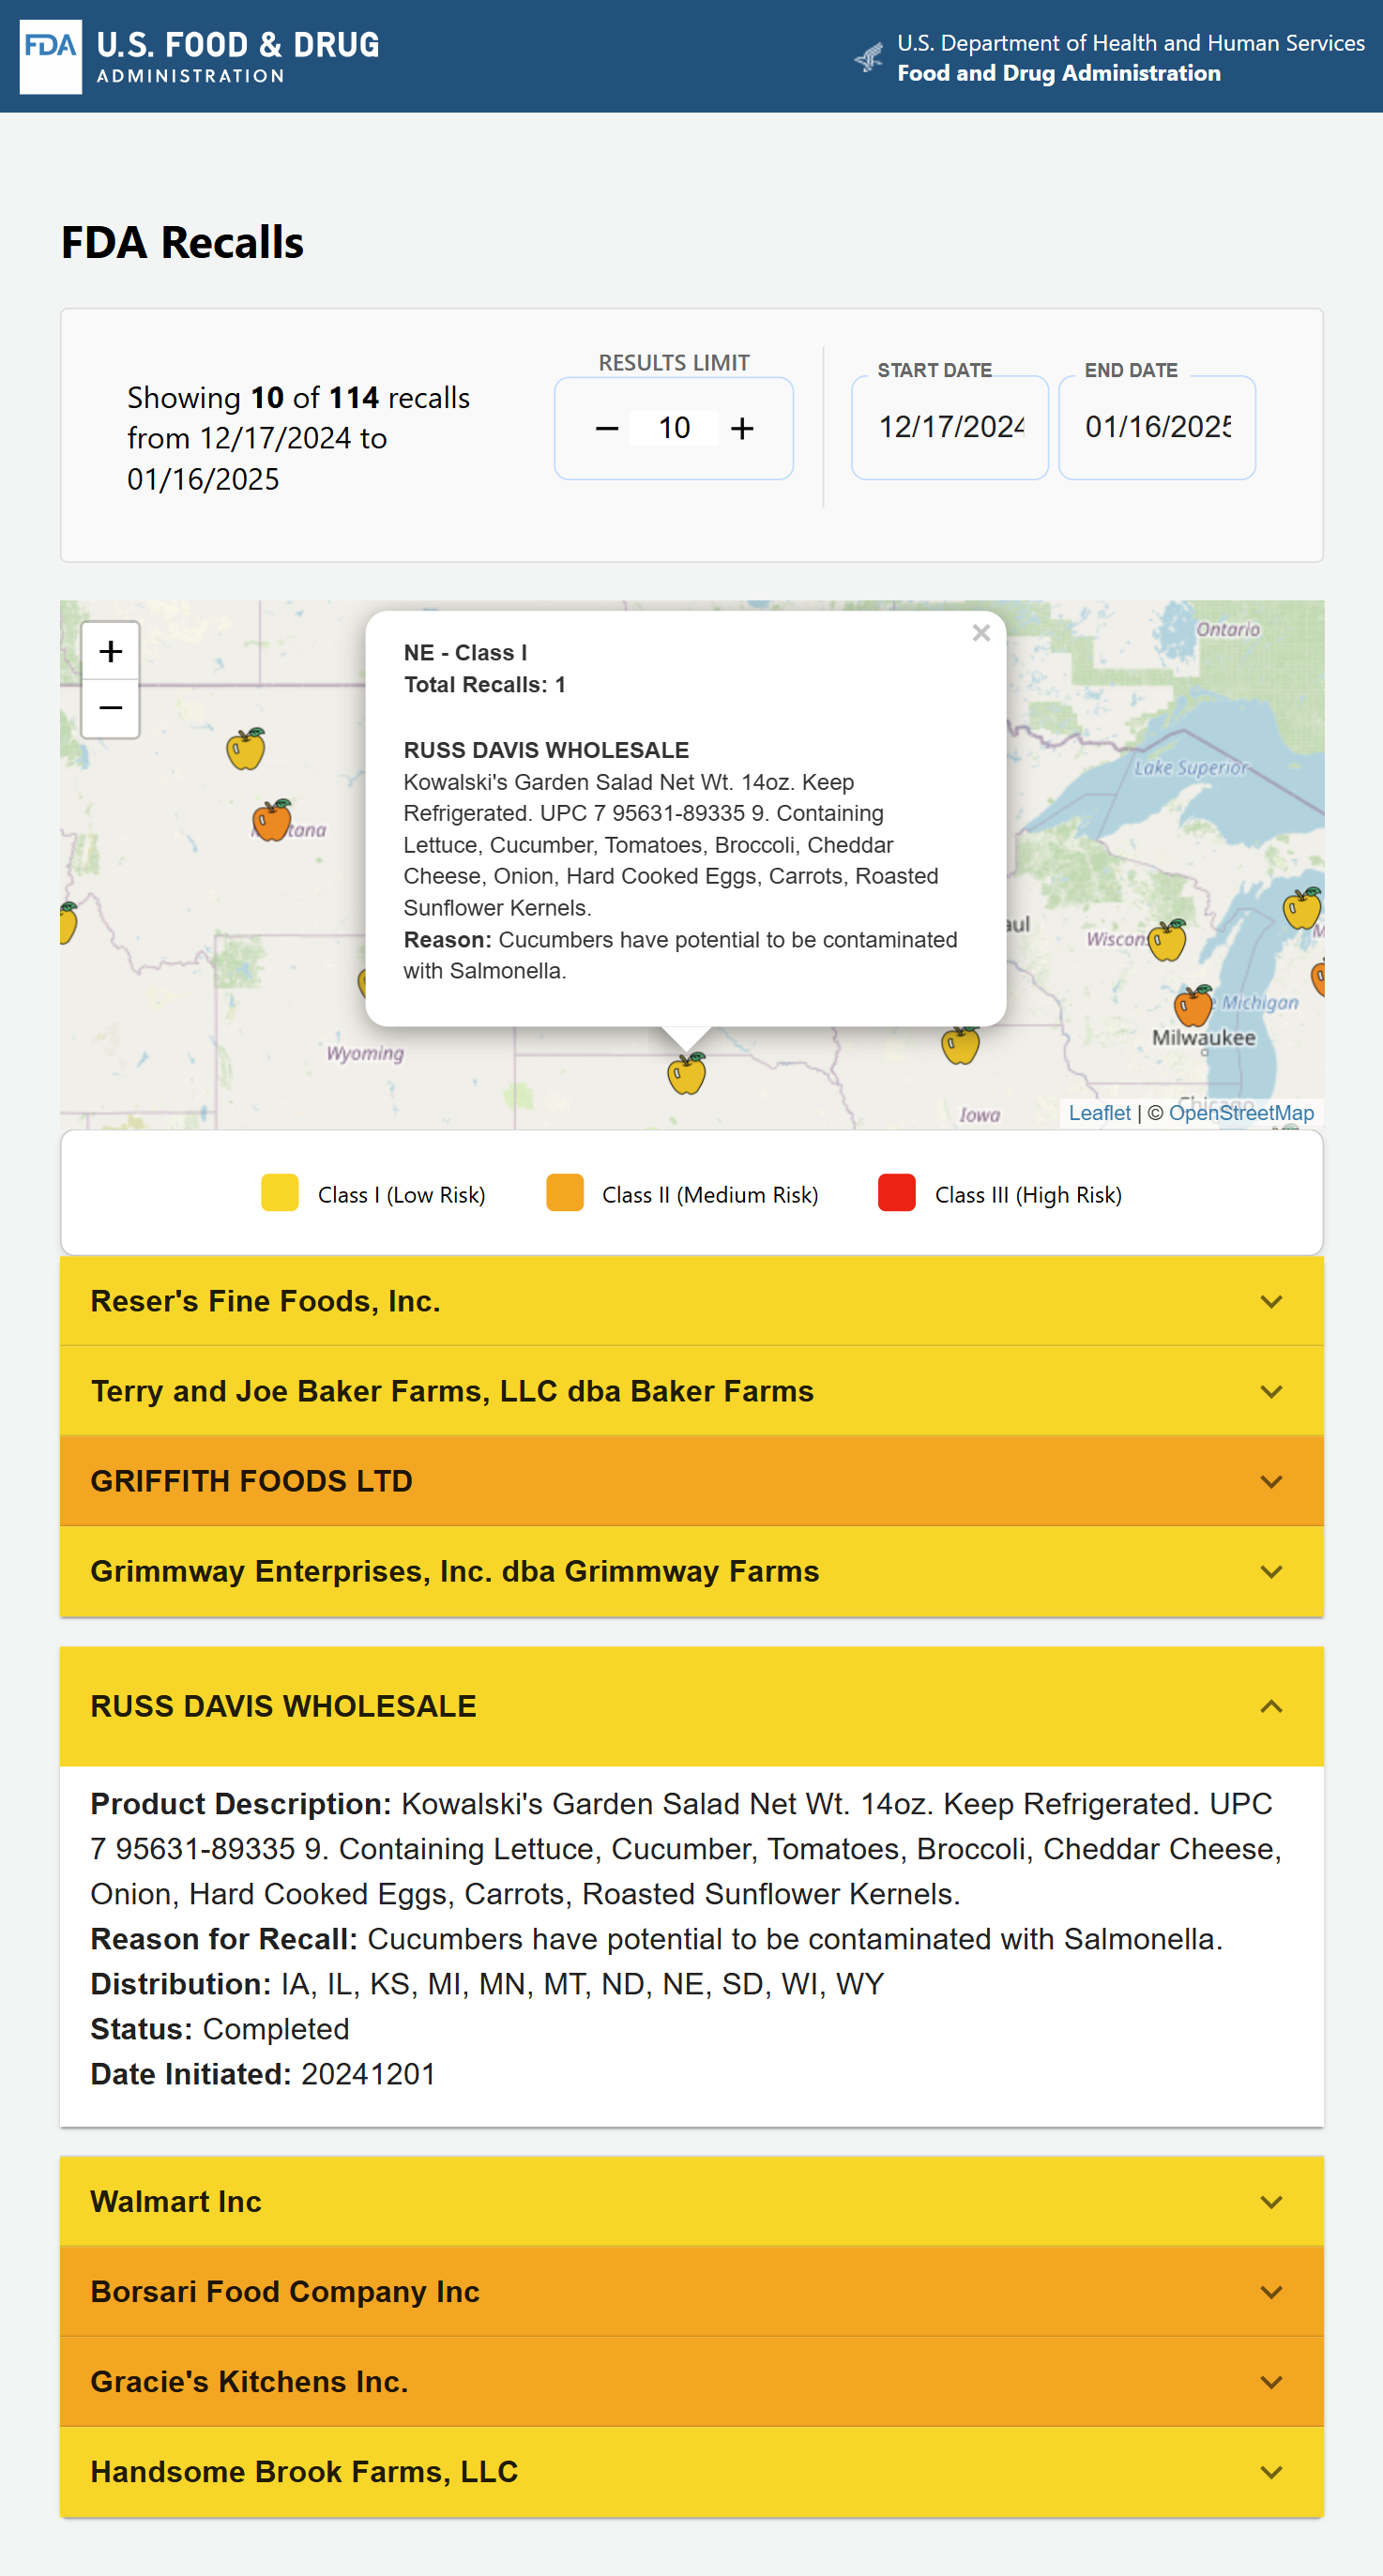 FDA U.S. FOOD & DRUG
ADMINISTRATION
U.S. Department of Health and Human Services
Food and Drug Administration
FDA Recalls
Showing 10 of 114 recalls
from 12/17/2024 to
01/16/2025
RESULTS LIMIT
− 10 +
START DATE
12/17/2024
END DATE
01/16/2025
+
−
NE - Class I
Total Recalls: 1
×
RUSS DAVIS WHOLESALE
Kowalski's Garden Salad Net Wt. 14oz. Keep
Refrigerated. UPC 7 95631-89335 9. Containing
Lettuce, Cucumber, Tomatoes, Broccoli, Cheddar
Cheese, Onion, Hard Cooked Eggs, Carrots, Roasted
Sunflower Kernels.
Reason: Cucumbers have potential to be contaminated
with Salmonella.
Ontario
Lake Superior
tana
aul
Wiscons
M
Michigan
Milwaukee
Wyoming
Iowa
Chicago
Leaflet | © OpenStreetMap
Class I (Low Risk)
Class II (Medium Risk)
Class III (High Risk)
Reser's Fine Foods, Inc.
Terry and Joe Baker Farms, LLC dba Baker Farms
GRIFFITH FOODS LTD
Grimmway Enterprises, Inc. dba Grimmway Farms
RUSS DAVIS WHOLESALE
Product Description: Kowalski's Garden Salad Net Wt. 14oz. Keep Refrigerated. UPC
7 95631-89335 9. Containing Lettuce, Cucumber, Tomatoes, Broccoli, Cheddar Cheese,
Onion, Hard Cooked Eggs, Carrots, Roasted Sunflower Kernels.
Reason for Recall: Cucumbers have potential to be contaminated with Salmonella.
Distribution: IA, IL, KS, MI, MN, MT, ND, NE, SD, WI, WY
Status: Completed
Date Initiated: 20241201
Walmart Inc
Borsari Food Company Inc
Gracie's Kitchens Inc.
Handsome Brook Farms, LLC